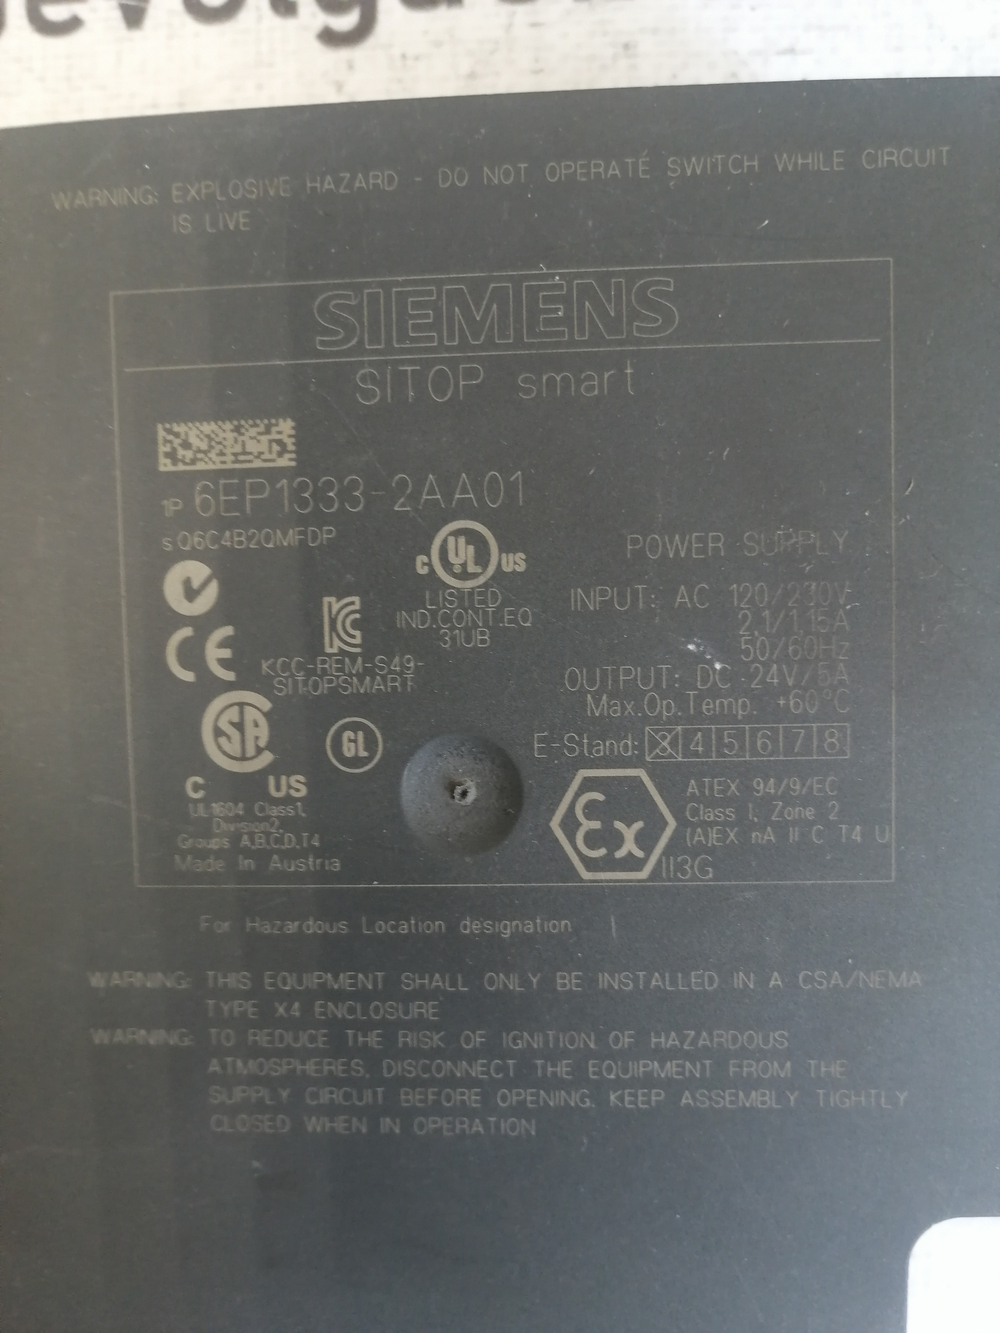 WARNING: EXPLOSIVE HAZARD - DO NOT OPERATE SWITCH WHILE CIRCUIT
IS LIVE
SIEMENS
SITOP smart
1P 6EP1333-2AA01
S Q6C4B2QMFDP
C UL US
LISTED
IND.CONT.EQ
31UB
POWER SUPPLY
INPUT: AC 120/230V
2,1/1,15A
50/60Hz
OUTPUT: DC 24V/5A
Max.Op.Temp. +60°C
E-Stand: X 4 5 6 7 8
CE
KCC-REM-S49-
SITOPSMART
SA
C US
GL
UL1604 Class1,
Division2,
Groups A,B,C,D,T4
Made In Austria
Ex
ATEX 94/9/EC
Class I, Zone 2
(A)EX nA II C T4 U
II3G
For Hazardous Location designation
WARNING: THIS EQUIPMENT SHALL ONLY BE INSTALLED IN A CSA/NEMA
TYPE X4 ENCLOSURE
WARNING: TO REDUCE THE RISK OF IGNITION OF HAZARDOUS
ATMOSPHERES, DISCONNECT THE EQUIPMENT FROM THE
SUPPLY CIRCUIT BEFORE OPENING. KEEP ASSEMBLY TIGHTLY
CLOSED WHEN IN OPERATION